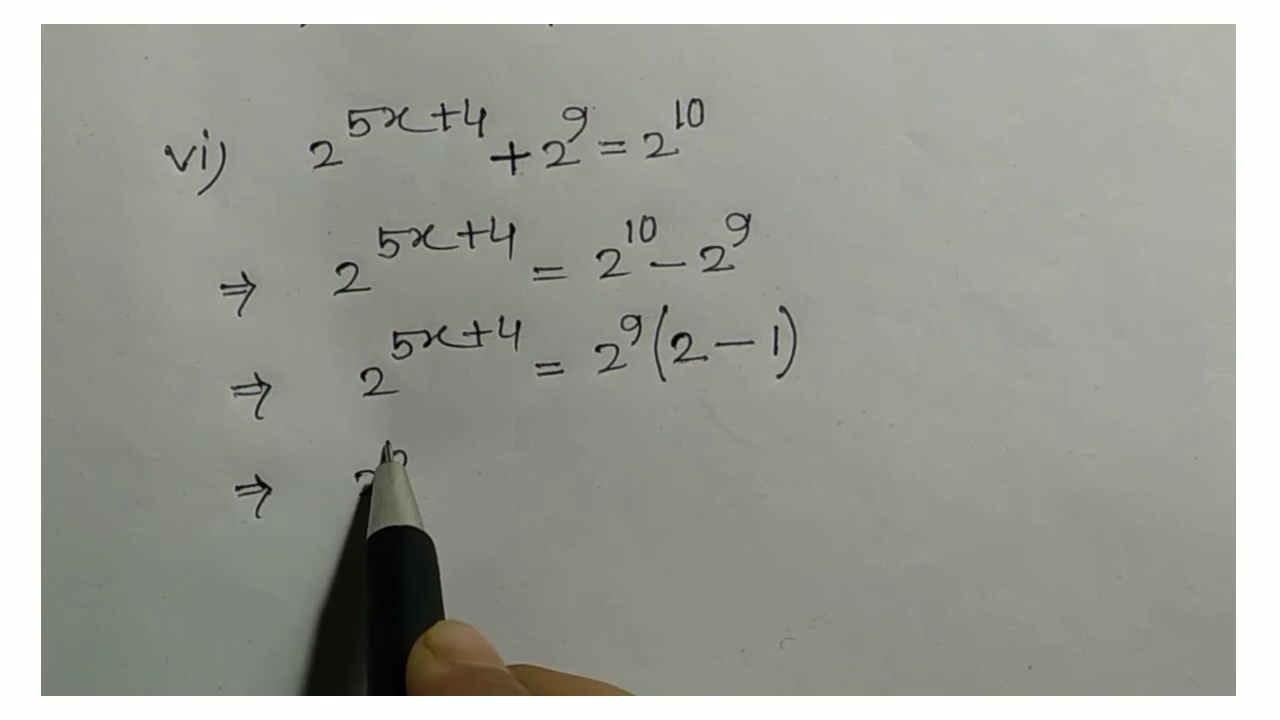 vi) 2^{5x+4} + 2^9 = 2^{10}
⇒ 2^{5x+4} = 2^{10} - 2^9
⇒ 2^{5x+4} = 2^9 (2 - 1)
⇒ 2